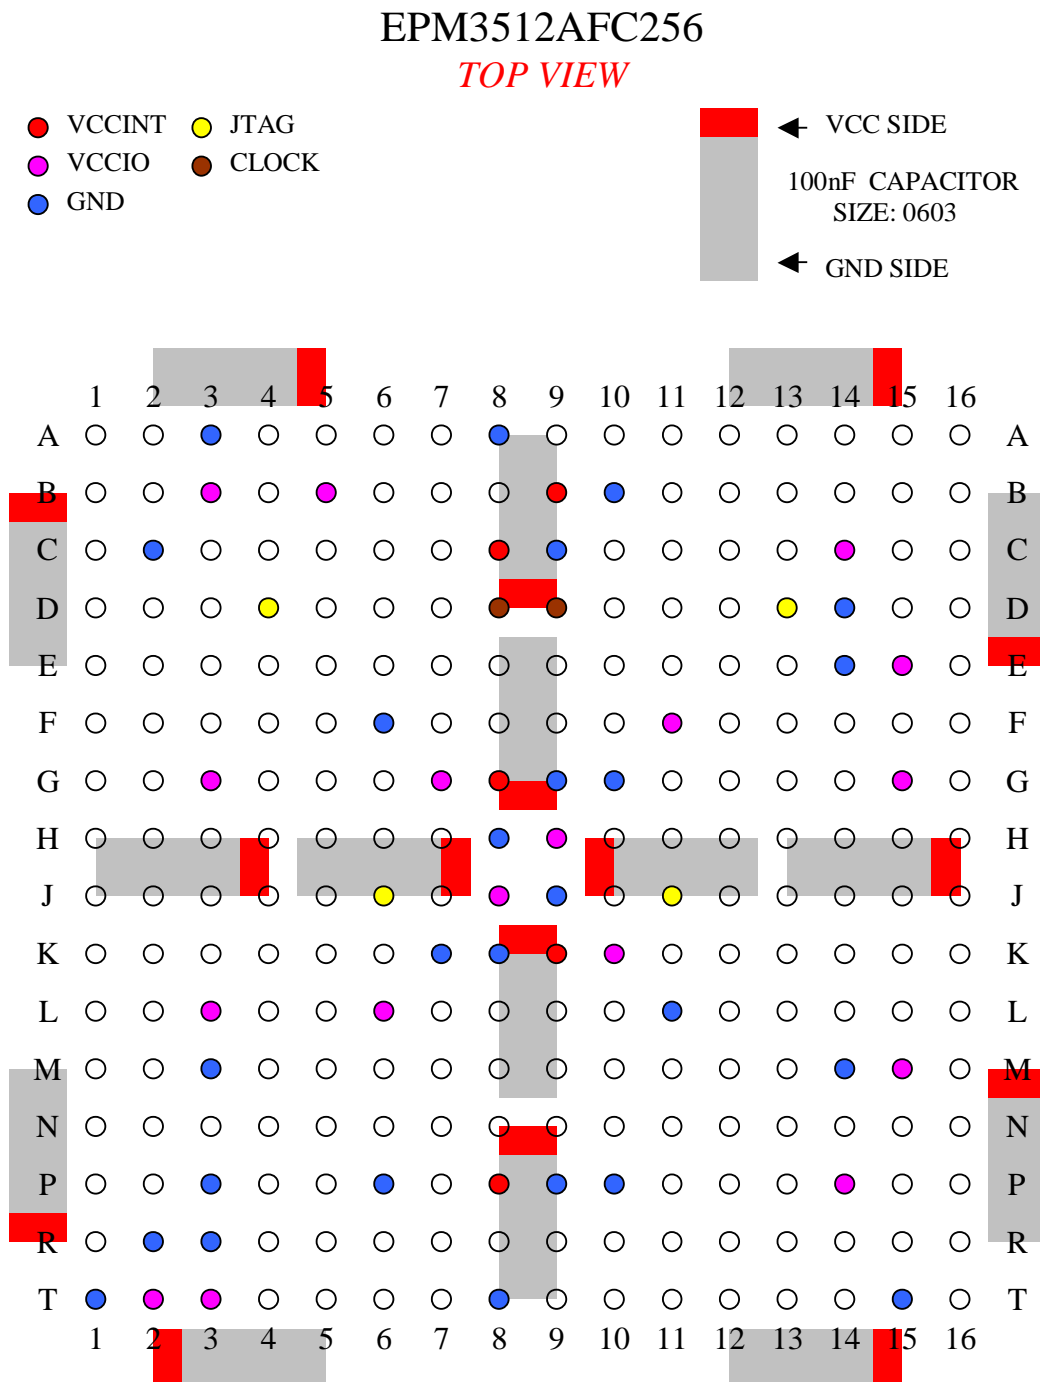 EPM3512AFC256
TOP VIEW
VCCINT JTAG
VCCIO CLOCK
GND
VCC SIDE
100nF CAPACITOR
SIZE: 0603
GND SIDE
1 2 3 4 5 6 7 8 9 10 11 12 13 14 15 16
A A
B B
C C
D D
E E
F F
G G
H H
J J
K K
L L
M M
N N
P P
R R
T T
1 2 3 4 5 6 7 8 9 10 11 12 13 14 15 16